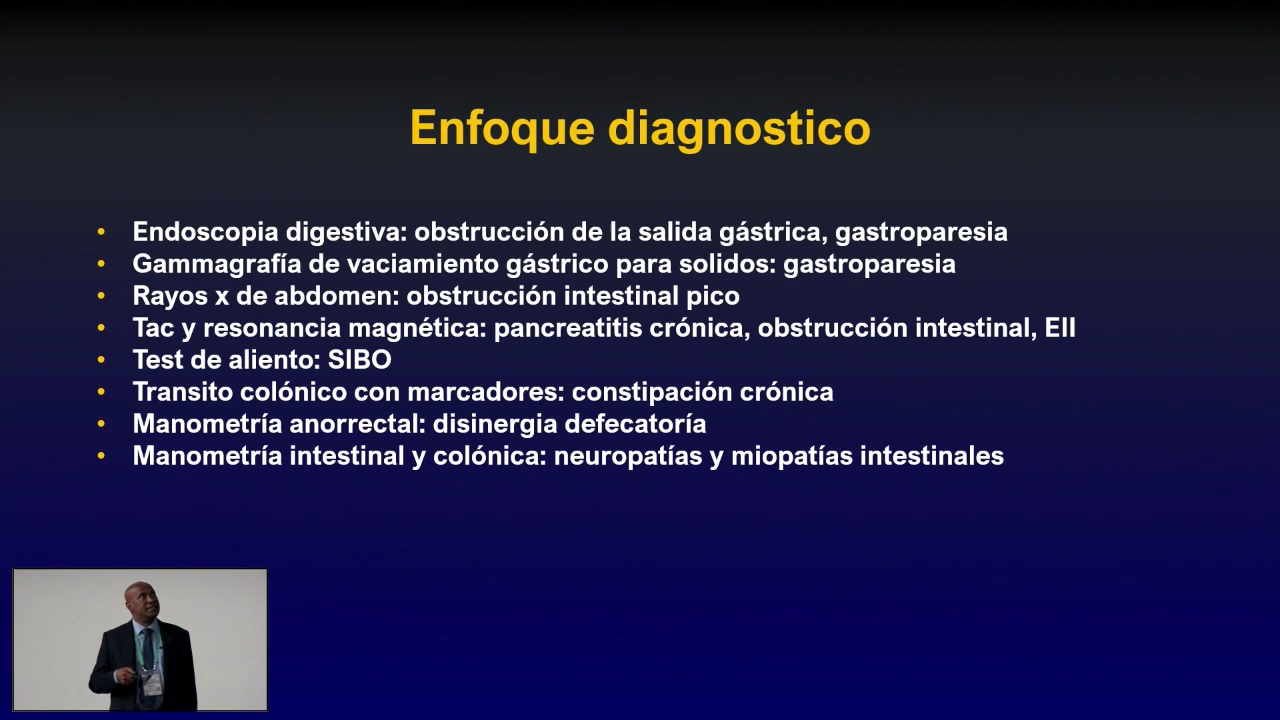 Enfoque diagnostico
• Endoscopia digestiva: obstrucción de la salida gástrica, gastroparesia
• Gammagrafía de vaciamiento gástrico para solidos: gastroparesia
• Rayos x de abdomen: obstrucción intestinal pico
• Tac y resonancia magnética: pancreatitis crónica, obstrucción intestinal, EII
• Test de aliento: SIBO
• Transito colónico con marcadores: constipación crónica
• Manometría anorrectal: disinergia defecatoría
• Manometría intestinal y colónica: neuropatías y miopatías intestinales